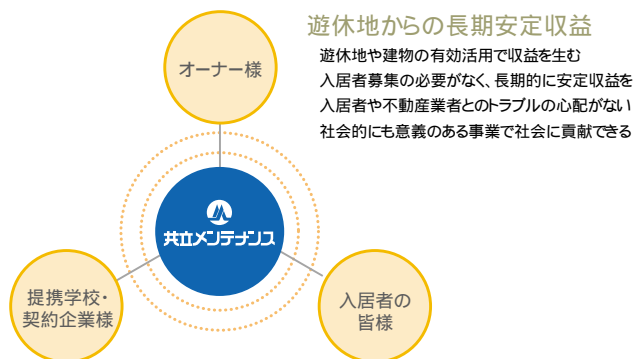 遊休地からの長期安定収益
遊休地や建物の有効活用で収益を生む
入居者募集の必要がなく、長期的に安定収益を
入居者や不動産業者とのトラブルの心配がない
社会的にも意義のある事業で社会に貢献できる
オーナー様
共立メンテナンス
提携学校・
契約企業様
入居者の
皆様